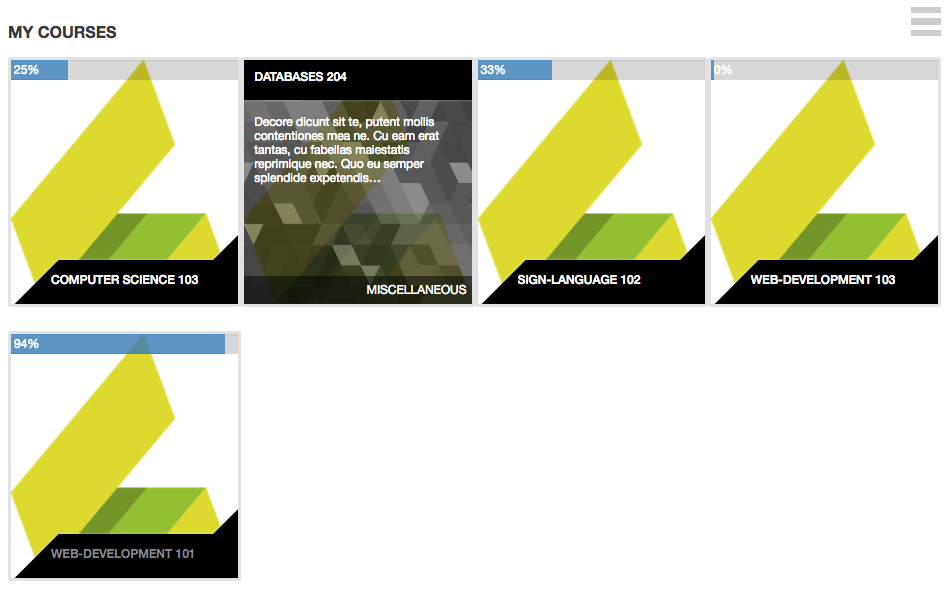 MY COURSES
25%
DATABASES 204
33%
0%
Decore dicunt sit te, putent mollis
contentiones mea ne. Cu eam erat
tantas, cu fabellas maiestatis
reprimique nec. Quo eu semper
splendide expetendis...
COMPUTER SCIENCE 103
MISCELLANEOUS
SIGN-LANGUAGE 102
WEB-DEVELOPMENT 103
94%
WEB-DEVELOPMENT 101